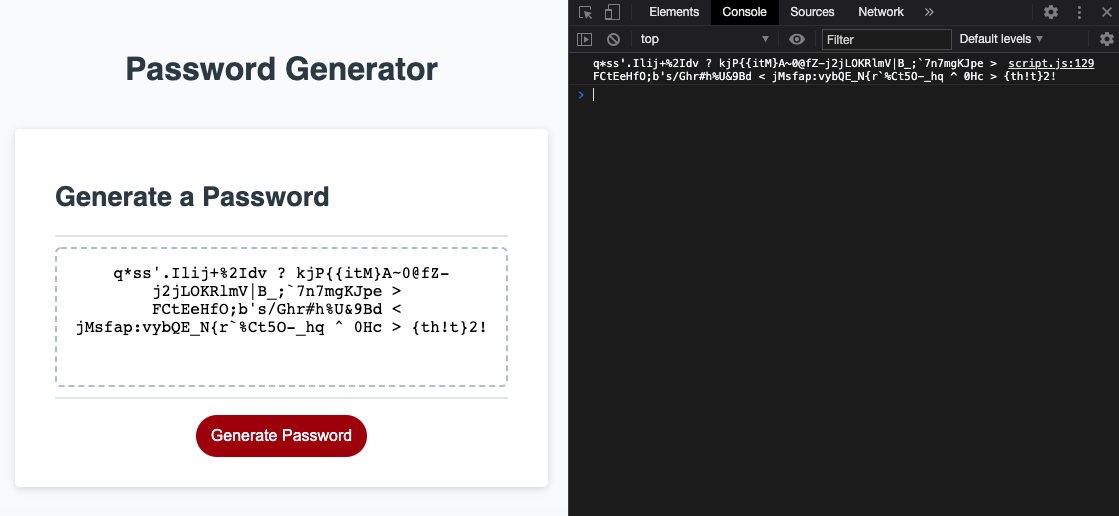 Password Generator
Generate a Password
q*ss'.Ilij+%2Idv ? kjP{{itM}A~0@fZ-
j2jLOKRlmV|B_;`7n7mgKJpe >
FCtEeHfO;b's/Ghr#h%U&9Bd <
jMsfap:vybQE_N{r`%Ct5O-_hq ^ 0Hc > {th!t}2!
Generate Password
Elements Console Sources Network »
top Filter Default levels
q*ss'.Ilij+%2Idv ? kjP{{itM}A~0@fZ-j2jLOKRlmV|B_;`7n7mgKJpe > script.js:129
FCtEeHfO;b's/Ghr#h%U&9Bd < jMsfap:vybQE_N{r`%Ct5O-_hq ^ 0Hc > {th!t}2!